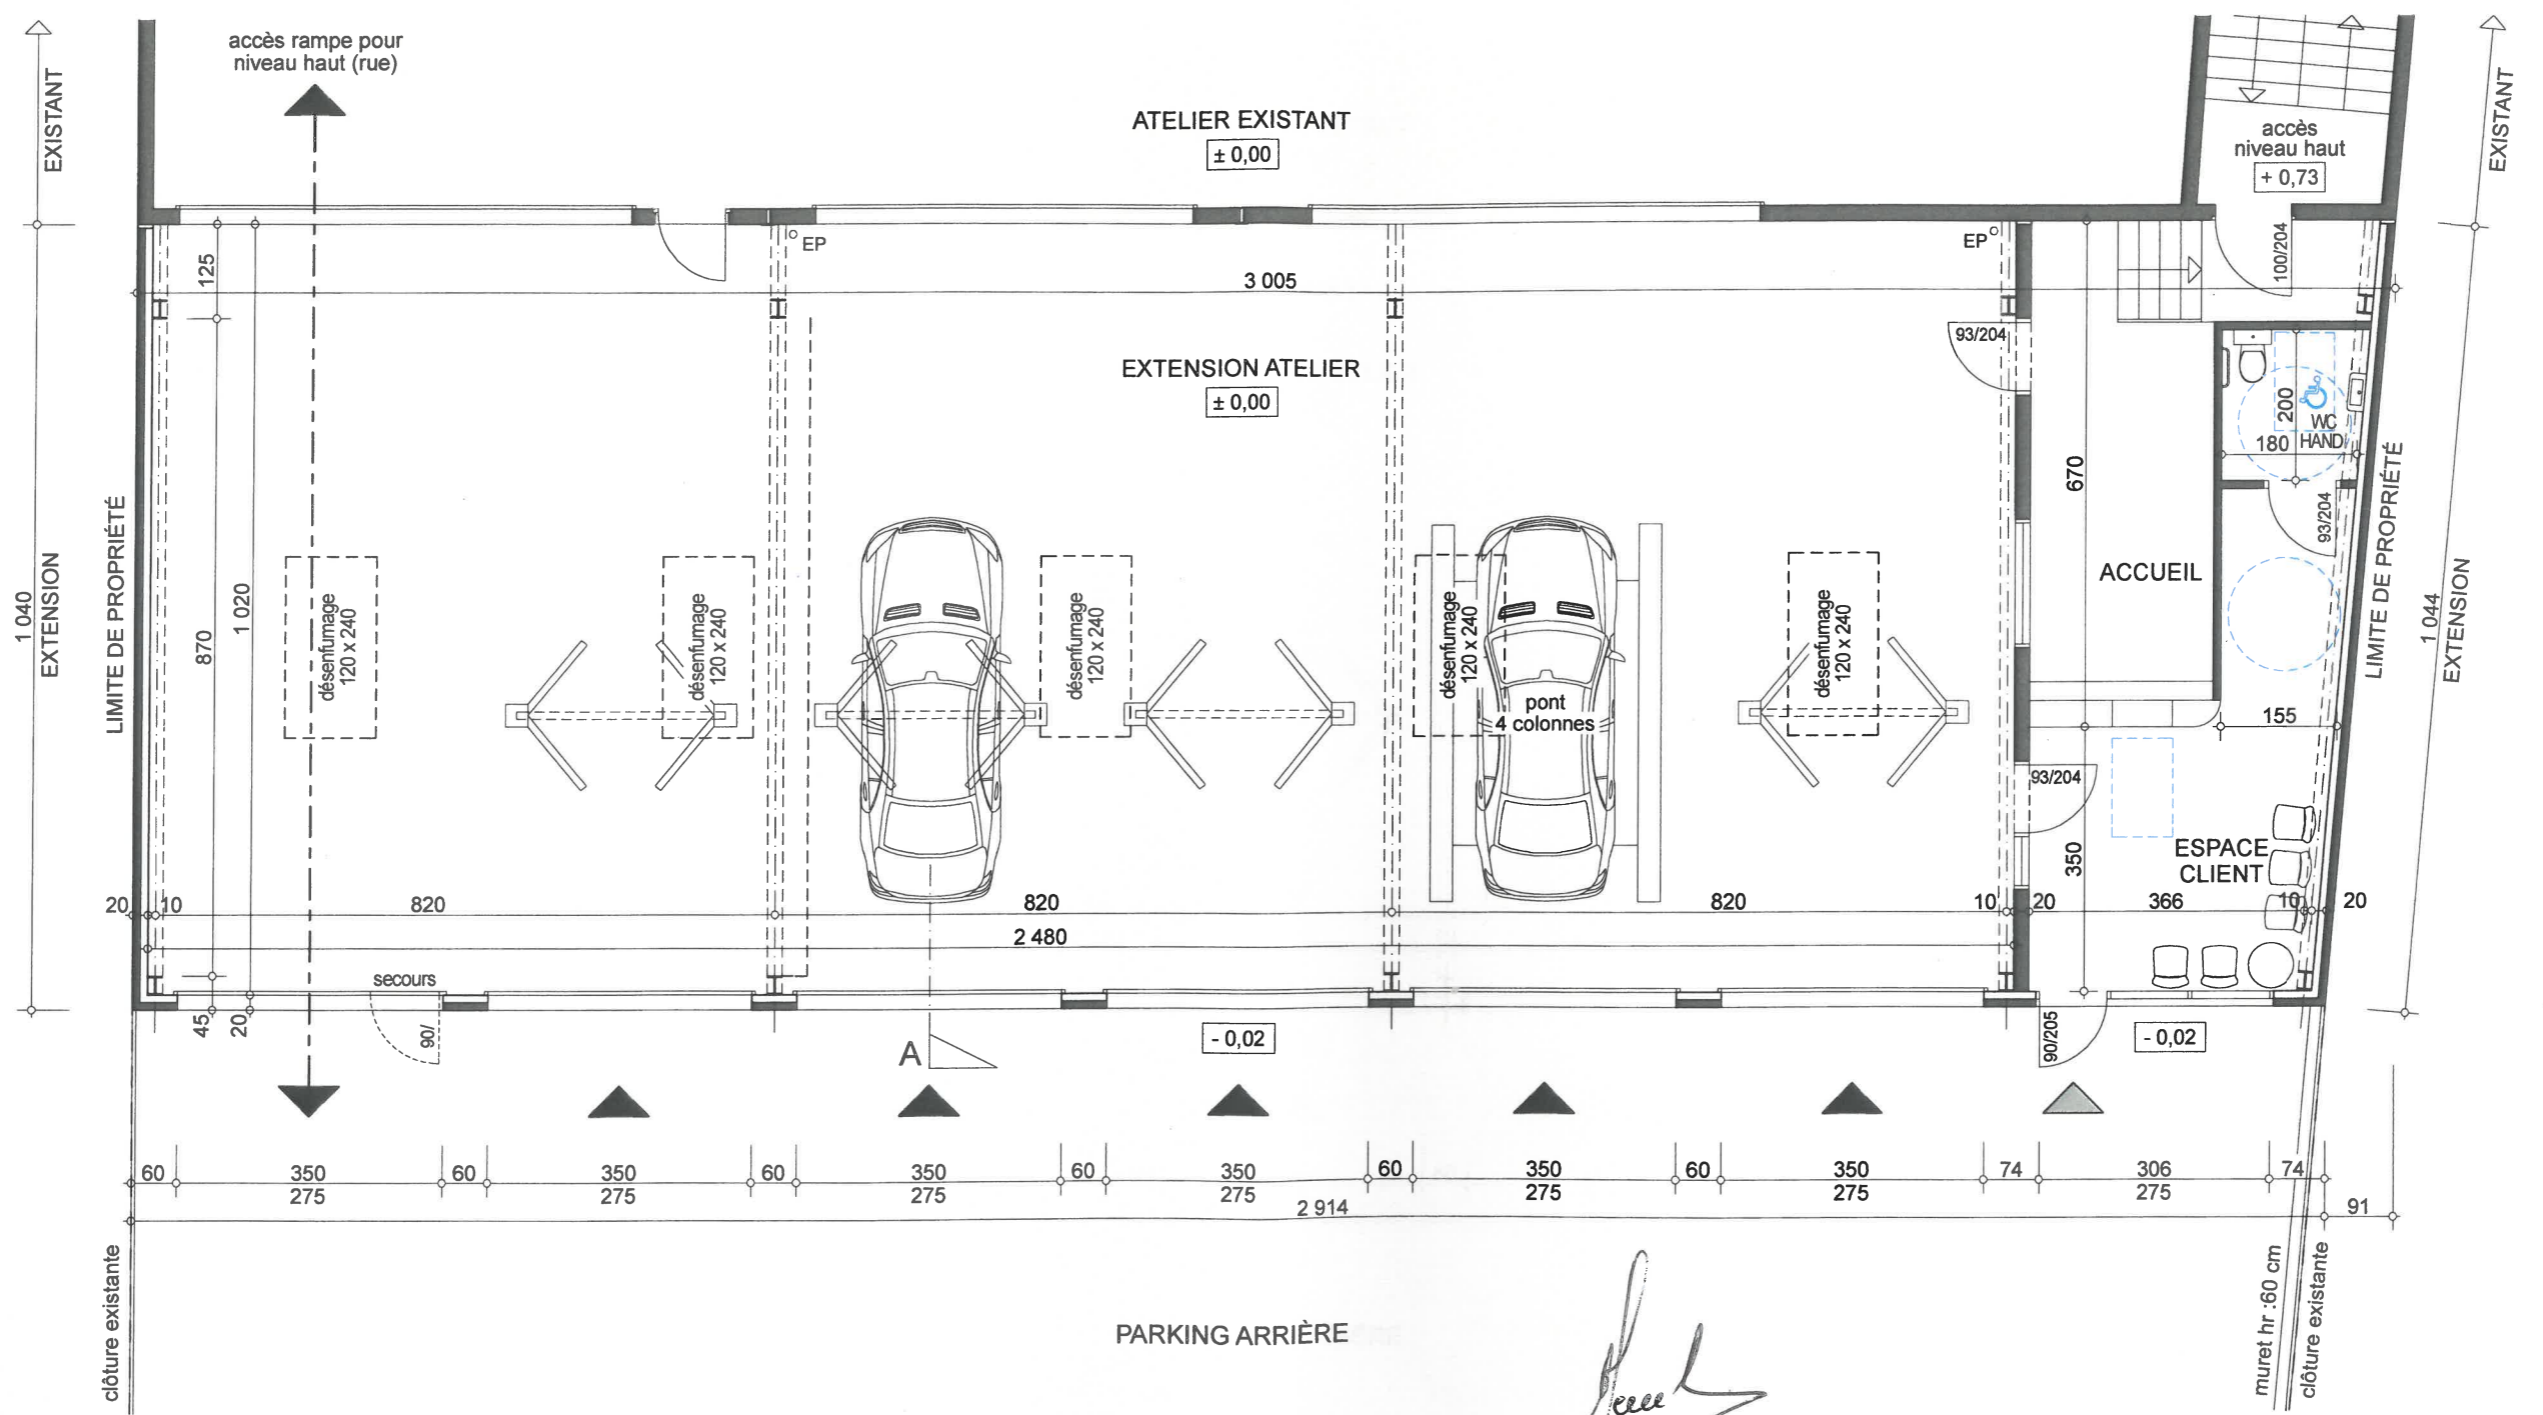 accès rampe pour
niveau haut (rue)
EXISTANT
ATELIER EXISTANT
± 0,00
accès
niveau haut
+ 0,73
EXISTANT
EP
EP
100/204
125
3 005
93/204
EXTENSION ATELIER
± 0,00
200
WC
HAND
180
670
93/204
LIMITE DE PROPRIÉTÉ
LIMITE DE PROPRIÉTÉ
1 040
EXTENSION
1 044
EXTENSION
870
1 020
désenfumage
120 x 240
désenfumage
120 x 240
désenfumage
120 x 240
désenfumage
120 x 240
désenfumage
120 x 240
ACCUEIL
pont
4 colonnes
155
93/204
ESPACE
CLIENT
350
20
10
820
820
820
10
20
366
10
20
2 480
secours
45
20
90/
A
- 0,02
90/205
- 0,02
60
350
275
60
350
275
60
350
275
60
350
275
60
350
275
60
350
275
74
306
275
74
2 914
91
clôture existante
PARKING ARRIÈRE
muret hr :60 cm
clôture existante